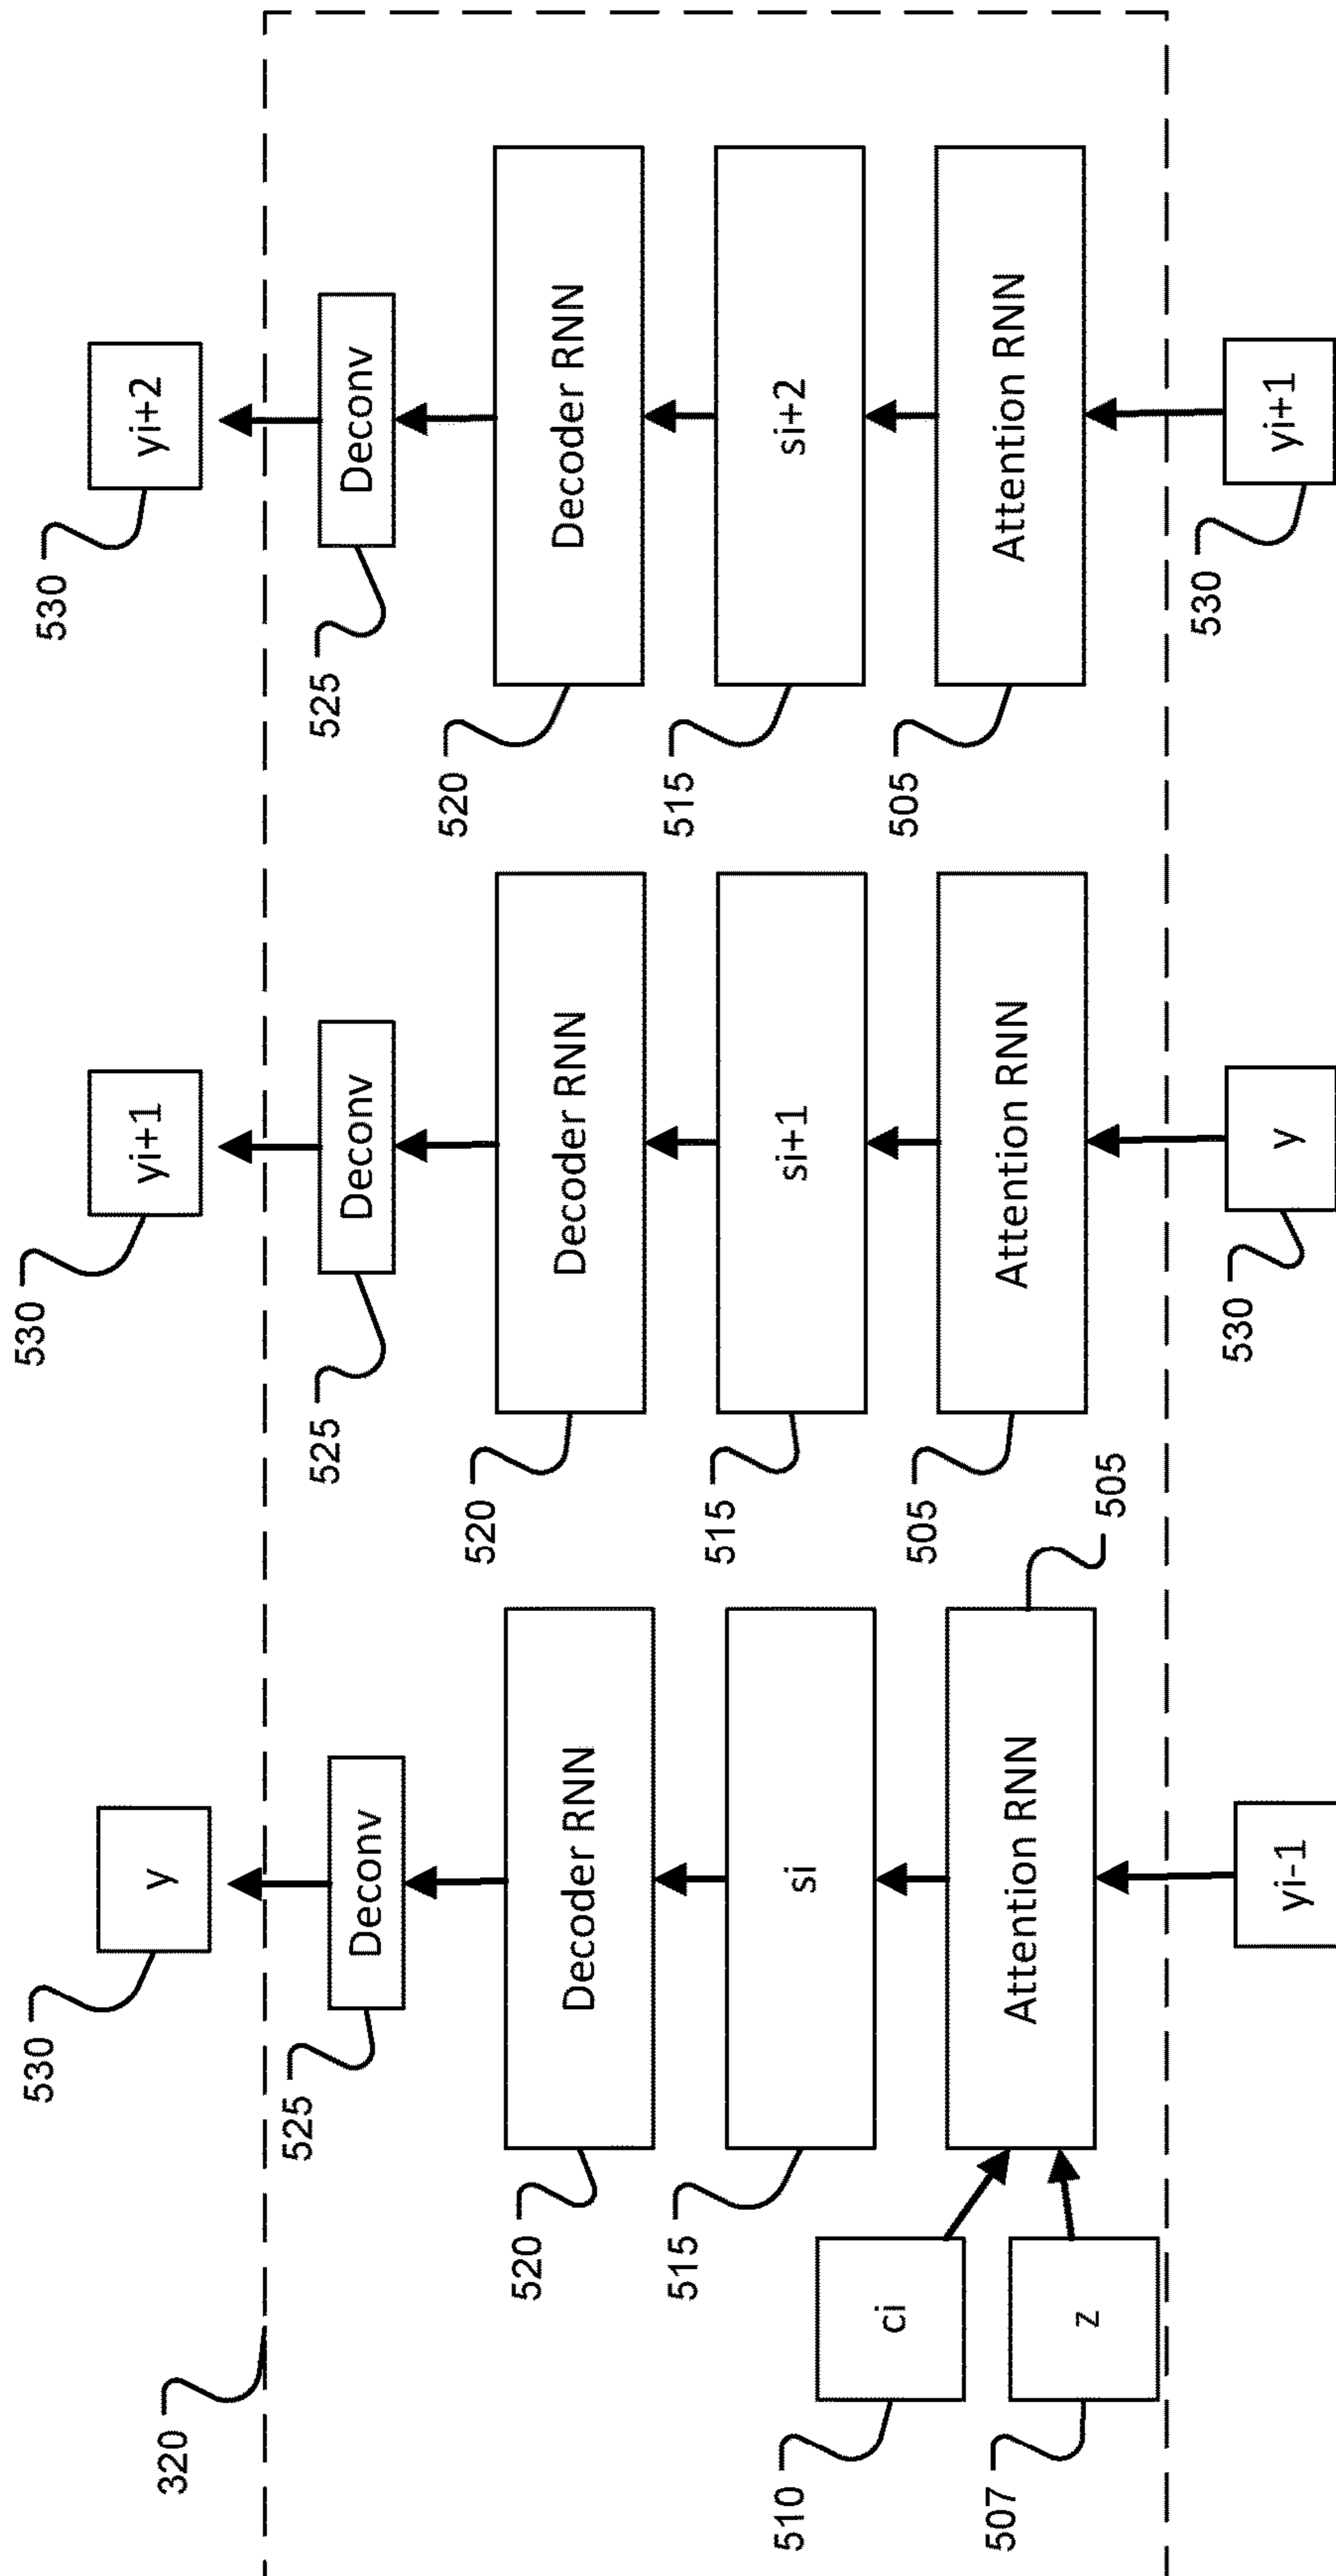 530
530
530
y
yi+1
yi+2
320
525
Deconv
525
Deconv
525
Deconv
520
Decoder RNN
520
Decoder RNN
520
Decoder RNN
515
si
515
si+1
515
si+2
510
ci
507
z
Attention RNN
505
505
Attention RNN
505
Attention RNN
yi-1
530
y
530
yi+1